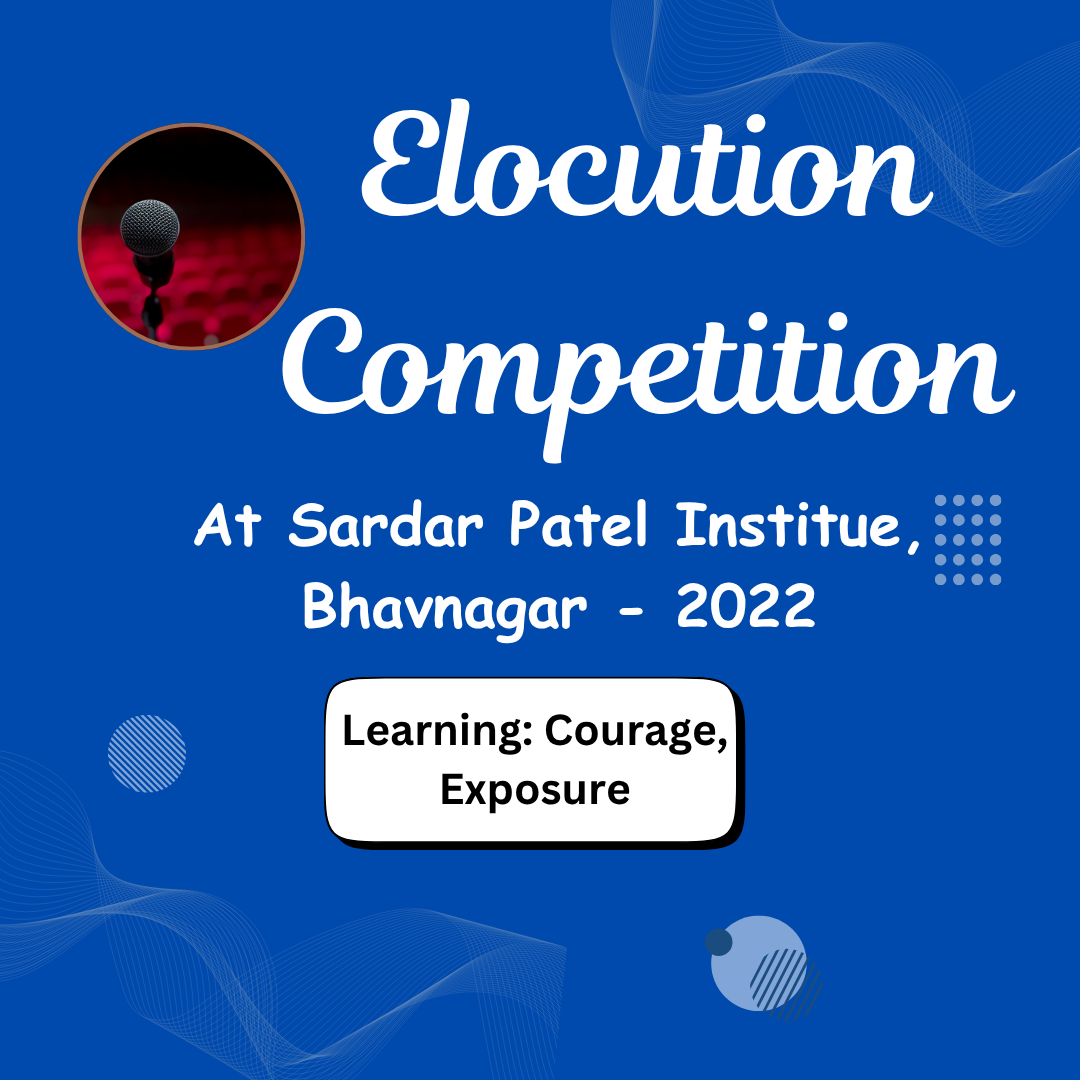 Elocution
Competition
At Sardar Patel Institue,
Bhavnagar - 2022
Learning: Courage,
Exposure